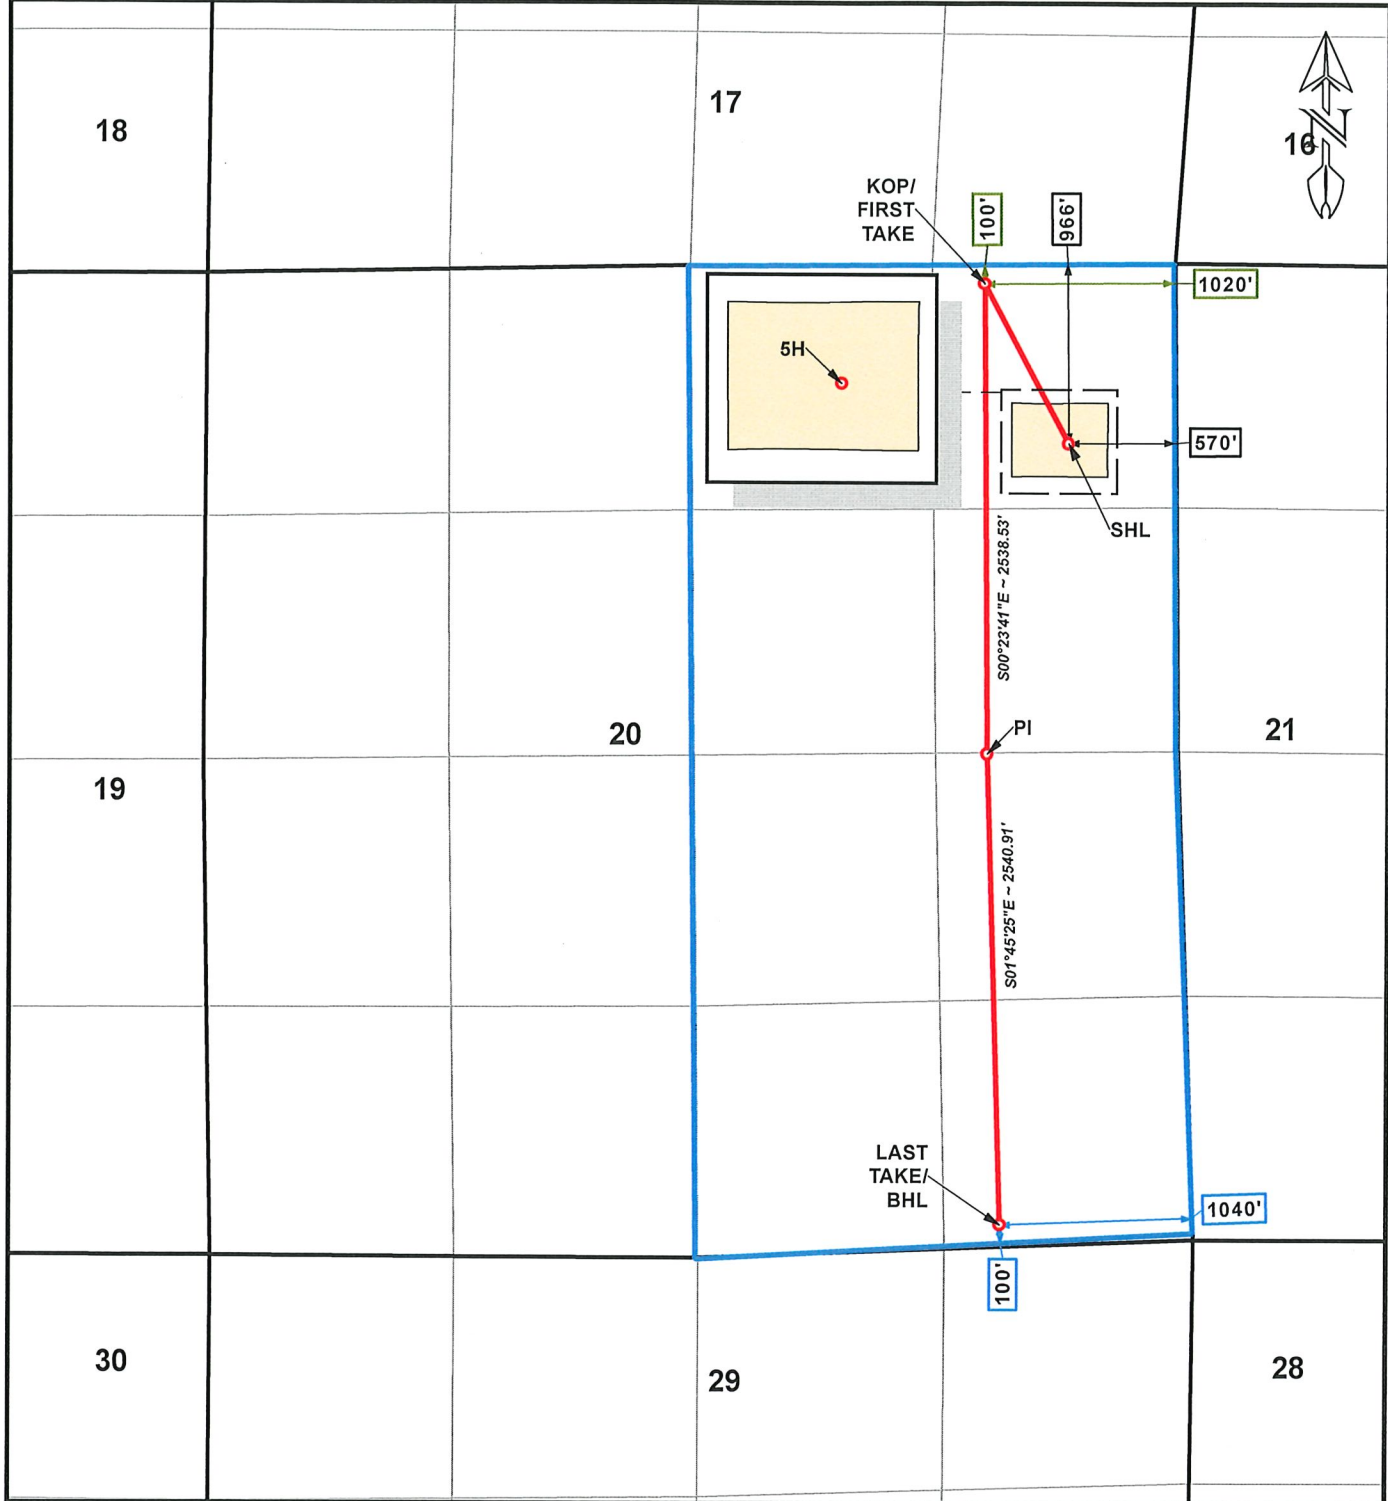 17
18
16
N
KOP/
FIRST
TAKE
100'
966'
1020'
5H
570'
SHL
S00°23'41"E ~ 2538.53'
PI
20
21
19
S01°45'25"E ~ 2540.91'
LAST
TAKE/
BHL
1040'
100'
30
29
28